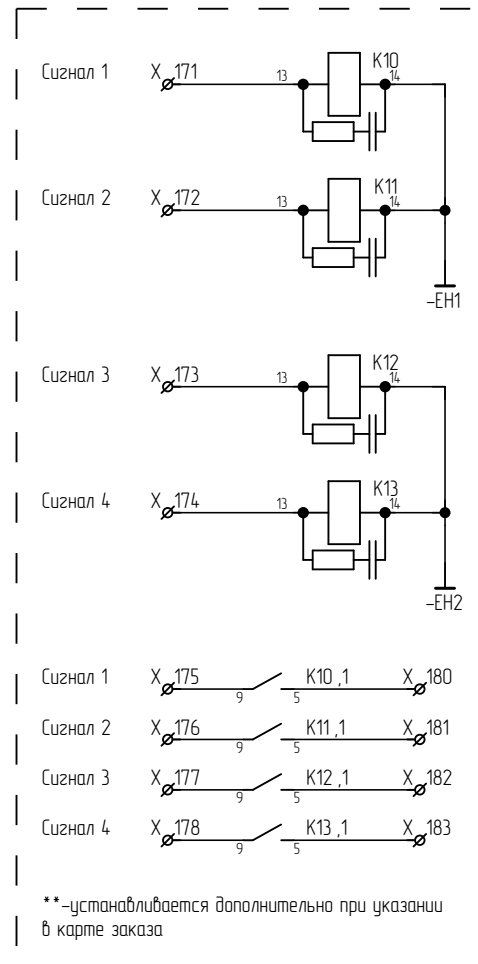 Сигнал 1 X 171 13 K10 14
Сигнал 2 X 172 13 K11 14
-EH1
Сигнал 3 X 173 13 K12 14
Сигнал 4 X 174 13 K13 14
-EH2
Сигнал 1 X 175 9 5 K10 ,1 X 180
Сигнал 2 X 176 9 5 K11 ,1 X 181
Сигнал 3 X 177 9 5 K12 ,1 X 182
Сигнал 4 X 178 9 5 K13 ,1 X 183
**-устанавливается дополнительно при указании
в карте заказа